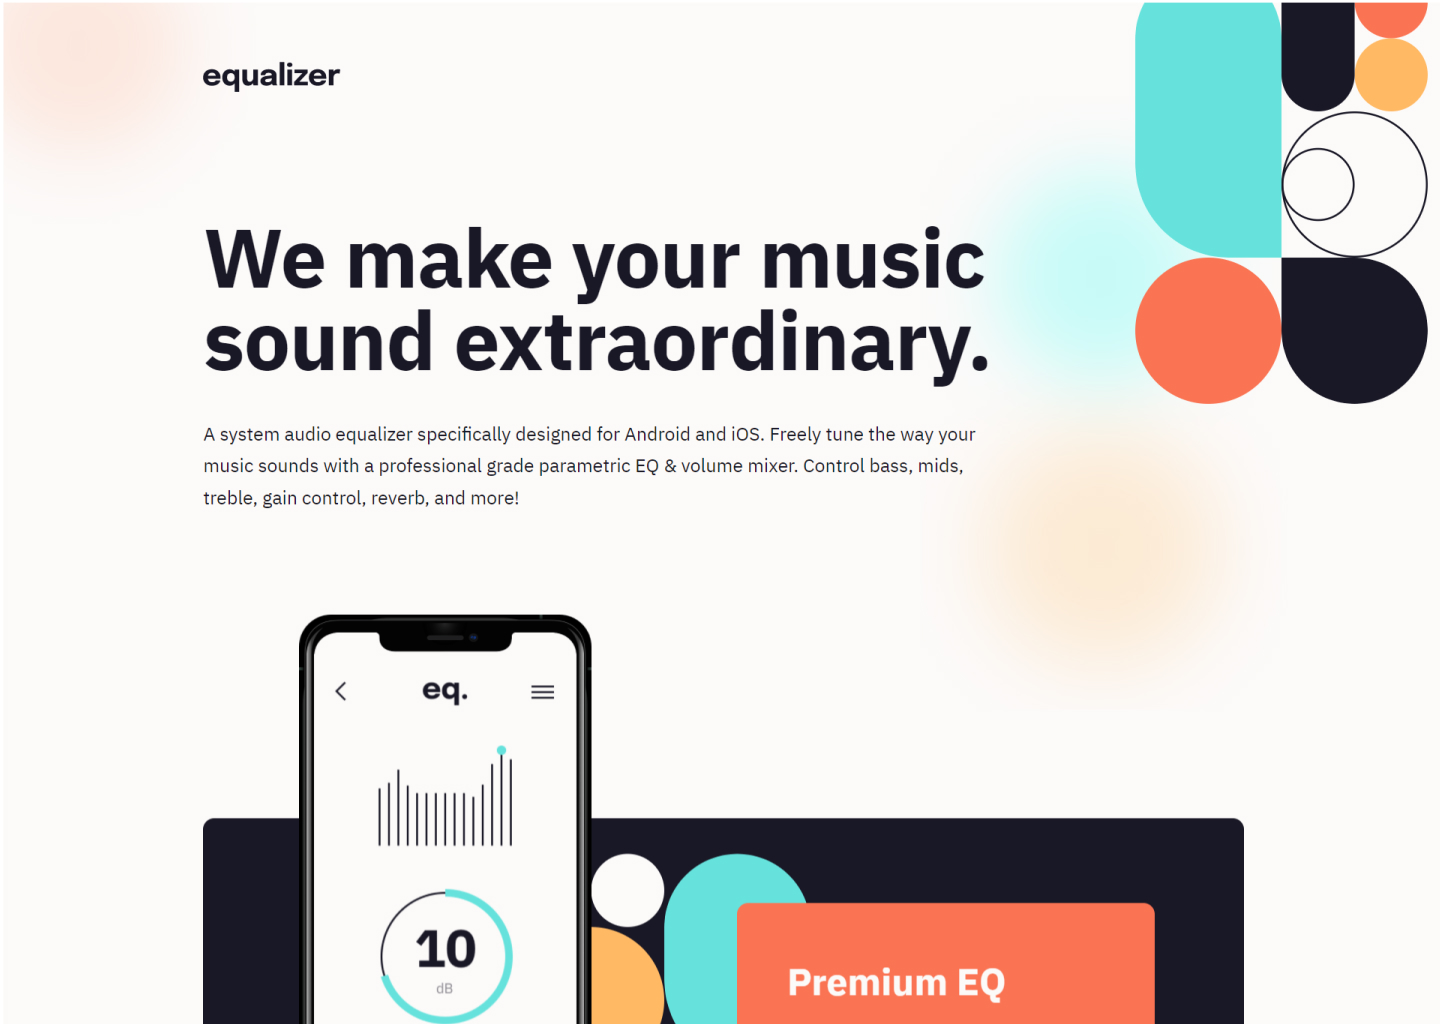 equalizer
We make your music
sound extraordinary.
A system audio equalizer specifically designed for Android and iOS. Freely tune the way your
music sounds with a professional grade parametric EQ & volume mixer. Control bass, mids,
treble, gain control, reverb, and more!
eq.
10
dB
Premium EQ